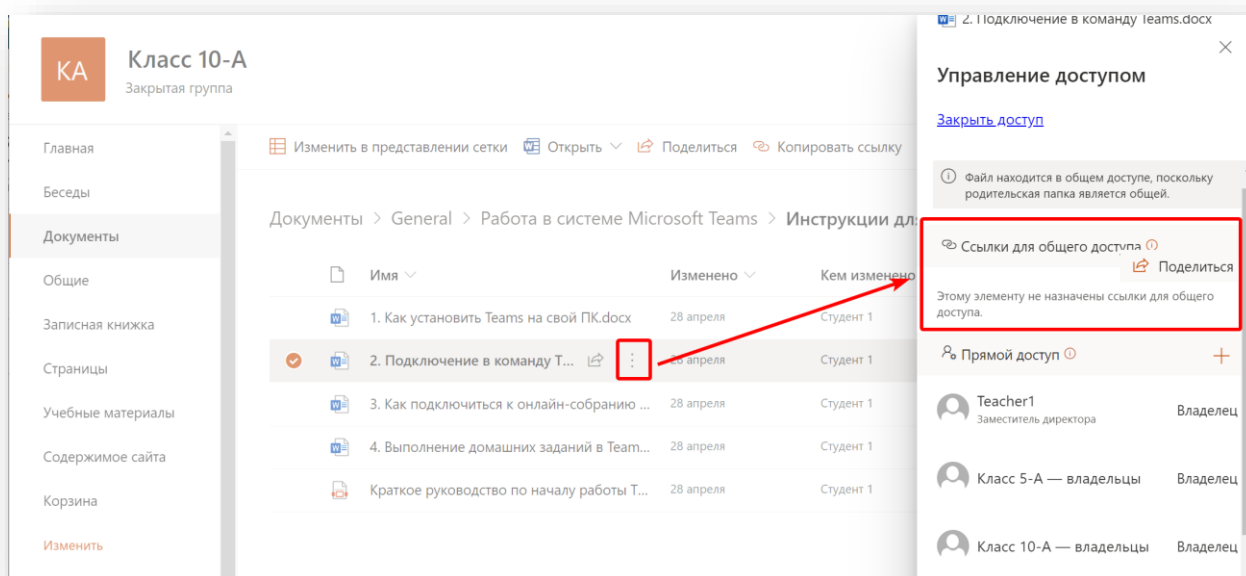 КА
Класс 10-А
Закрытая группа
Главная
Беседы
Документы
Общие
Записная книжка
Страницы
Учебные материалы
Содержимое сайта
Корзина
Изменить
Изменить в представлении сетки Открыть Поделиться Копировать ссылку
Документы > General > Работа в системе Microsoft Teams > Инструкции для
Имя Изменено Кем изменено
1. Как установить Teams на свой ПК.docx 28 апреля Студент 1
2. Подключение в команду T... 28 апреля Студент 1
3. Как подключиться к онлайн-собранию ... 28 апреля Студент 1
4. Выполнение домашних заданий в Team... 28 апреля Студент 1
Краткое руководство по началу работы T... 28 апреля Студент 1
2. Подключение в команду Teams.docx
Управление доступом
Закрыть доступ
Файл находится в общем доступе, поскольку
родительская папка является общей.
Ссылки для общего доступа
Поделиться
Этому элементу не назначены ссылки для общего
доступа.
Прямой доступ
Teacher1
Заместитель директора
Владелец
Класс 5-А — владельцы Владелец
Класс 10-А — владельцы Владелец